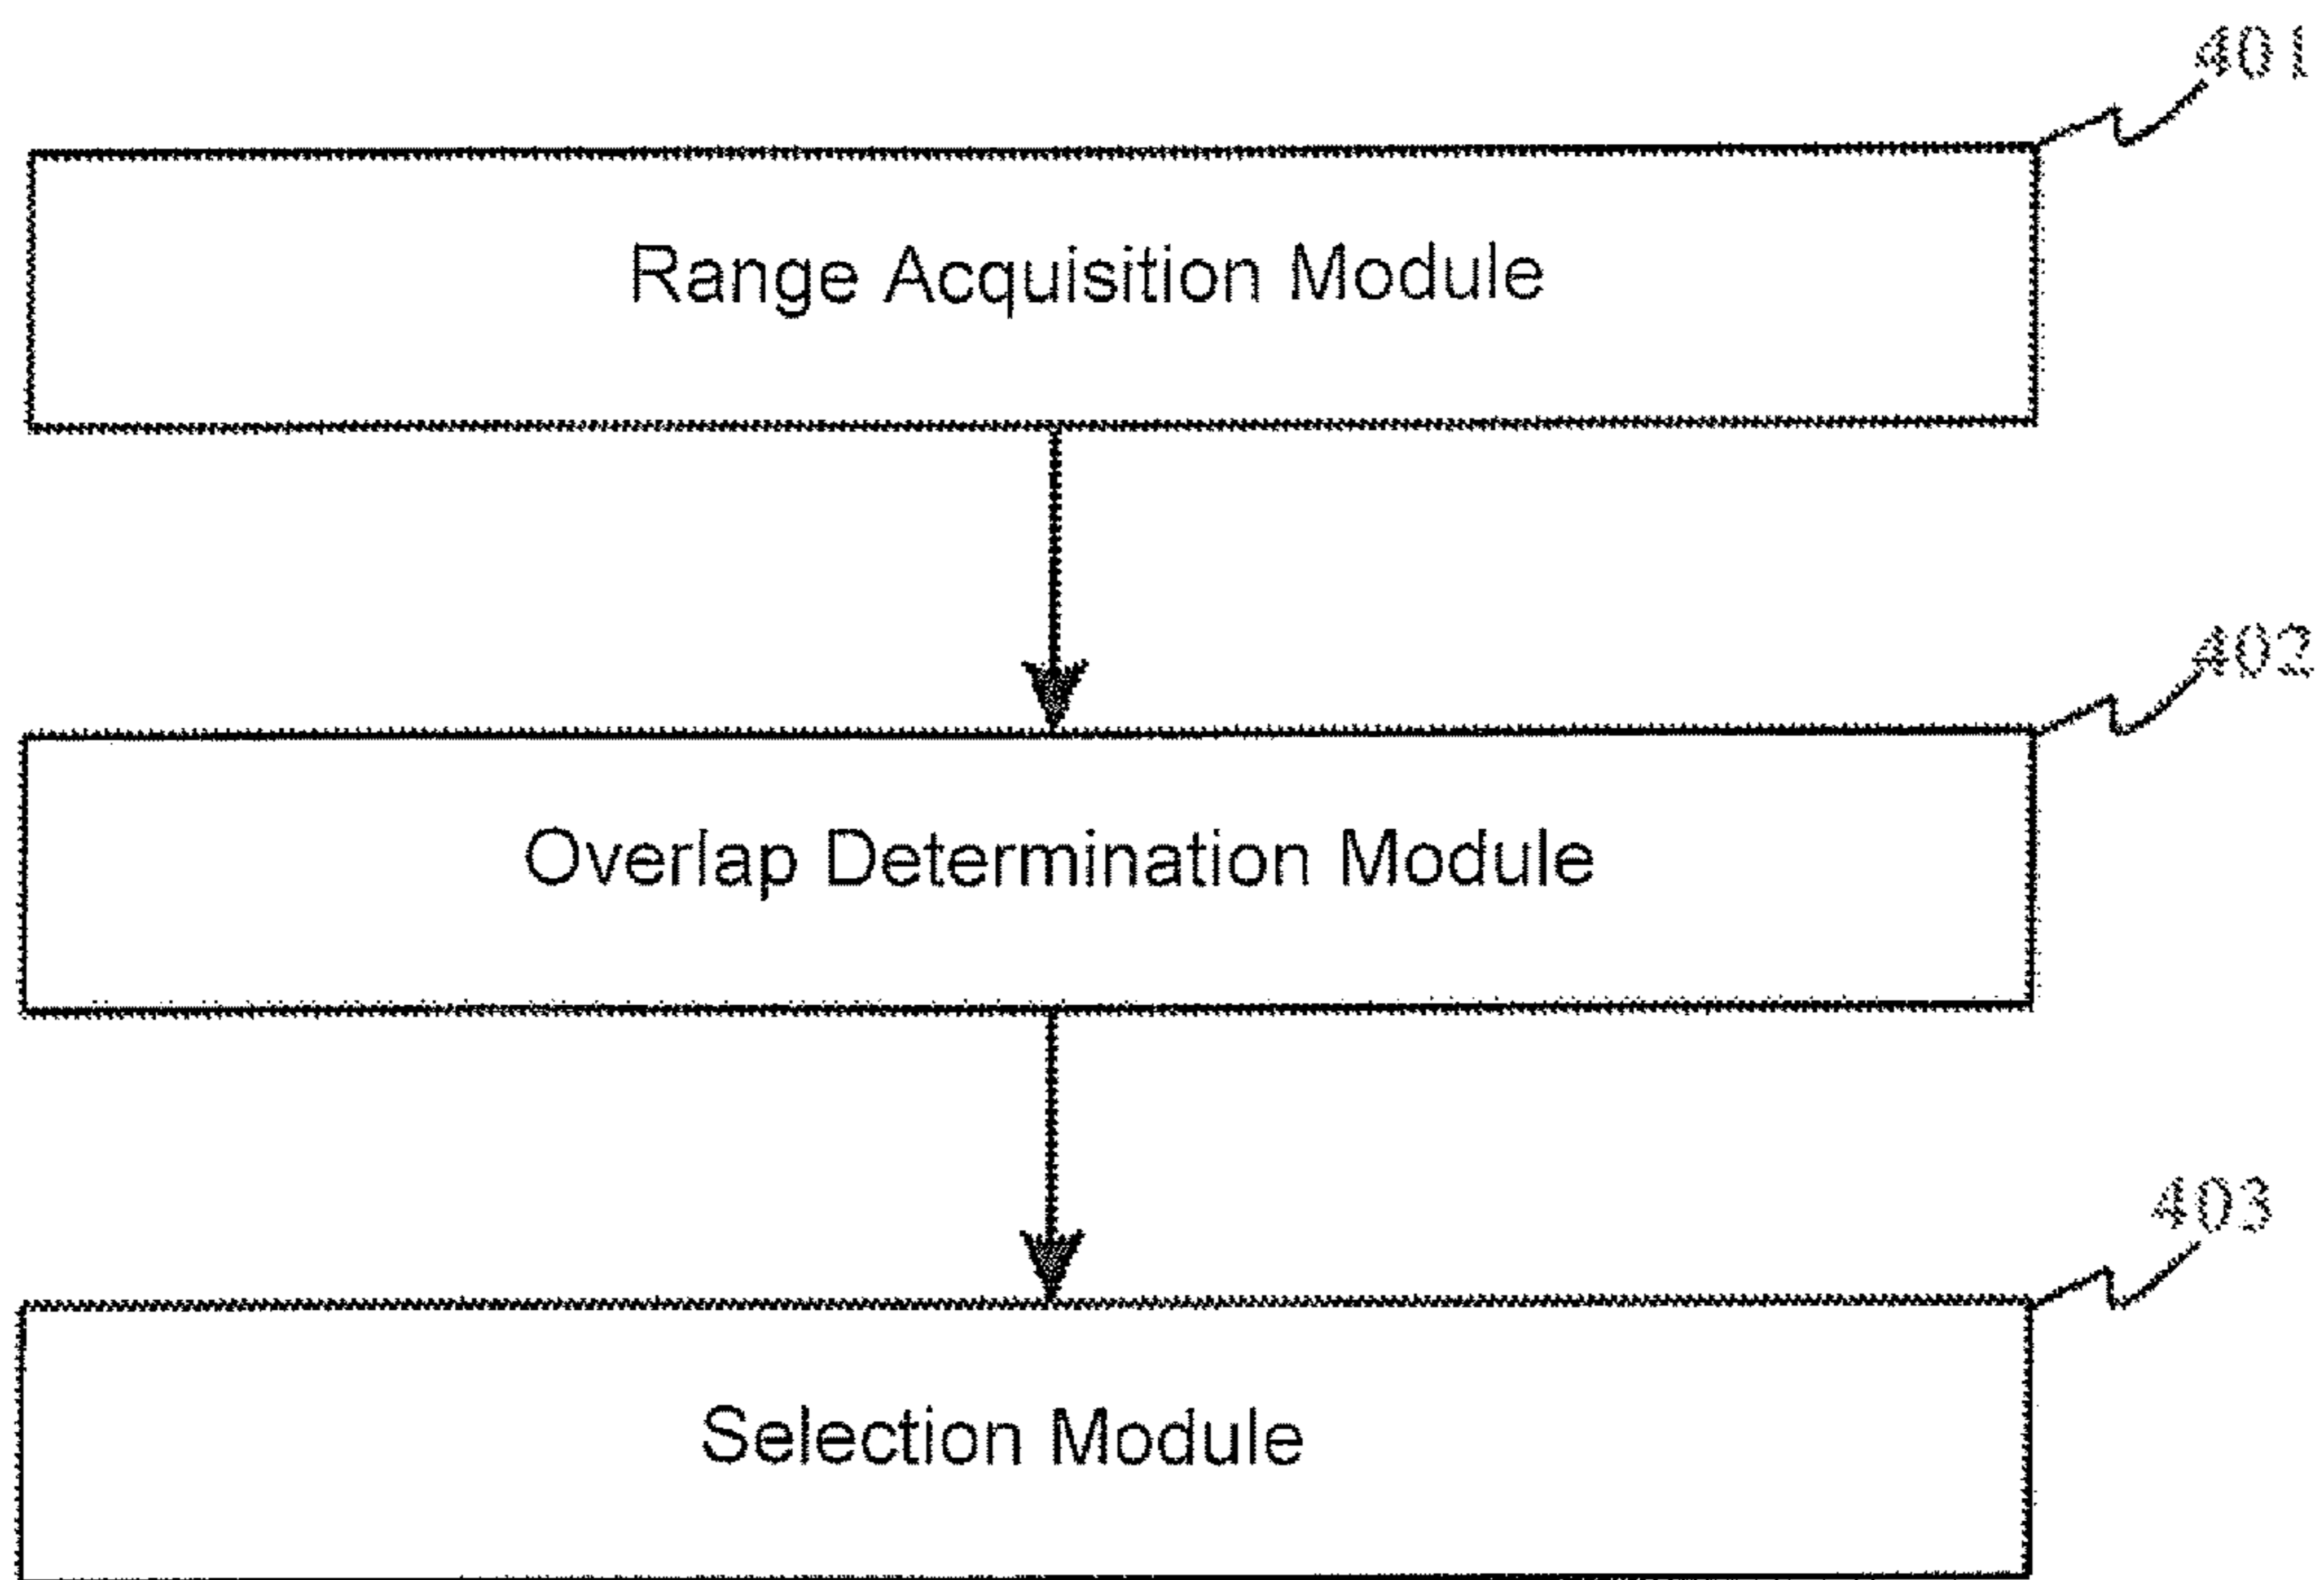 401
Range Acquisition Module
402
Overlap Determination Module
403
Selection Module